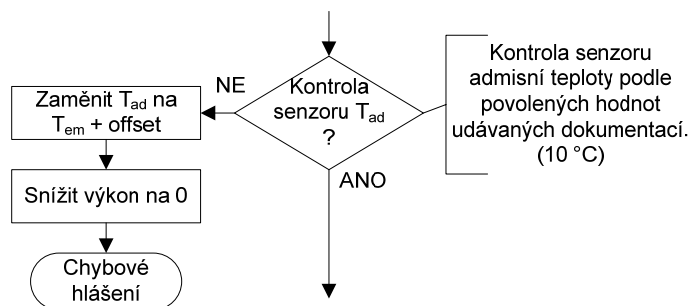 NE
Kontrola
senzoru T_ad
?
ANO
Zaměnit T_ad na
T_em + offset
Snížit výkon na 0
Chybové
hlášení
Kontrola senzoru
admisní teploty podle
povolených hodnot
udávaných dokumentací.
(10 °C)